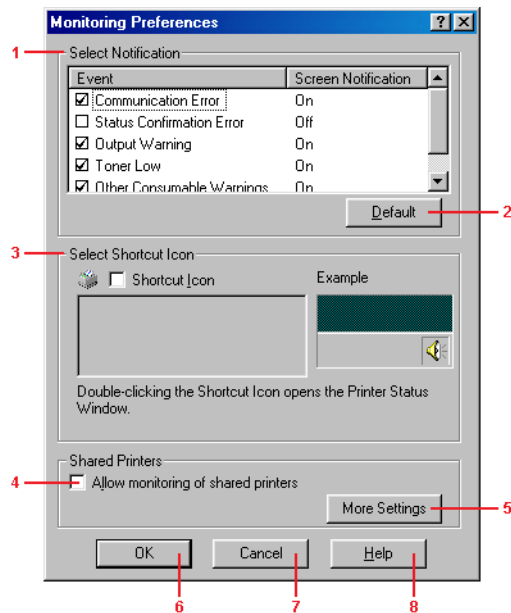 Monitoring Preferences
1
Select Notification
Event Screen Notification
Communication Error On
Status Confirmation Error Off
Output Warning On
Toner Low On
Other Consumable Warnings On
Default 2
3
Select Shortcut Icon
Shortcut Icon Example
Double-clicking the Shortcut Icon opens the Printer Status
Window.
Shared Printers
4 Allow monitoring of shared printers
More Settings 5
OK Cancel Help
6 7 8